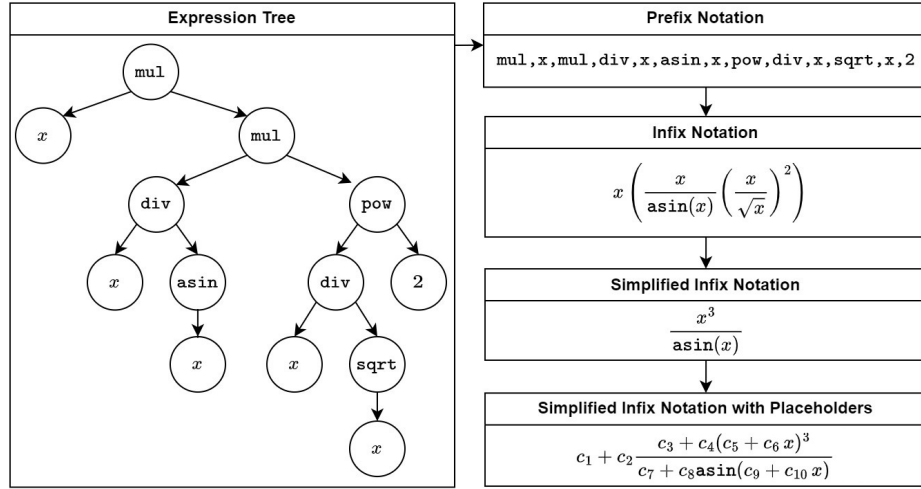 Expression Tree
mul
x
mul
div
pow
x
asin
div
2
x
x
sqrt
x
Prefix Notation
mul,x,mul,div,x,asin,x,pow,div,x,sqrt,x,2
Infix Notation
x ( x / asin(x) ( x / √x )^2 )
Simplified Infix Notation
x^3 / asin(x)
Simplified Infix Notation with Placeholders
c_1 + c_2 (c_3 + c_4(c_5 + c_6 x)^3) / (c_7 + c_8 asin(c_9 + c_10 x))